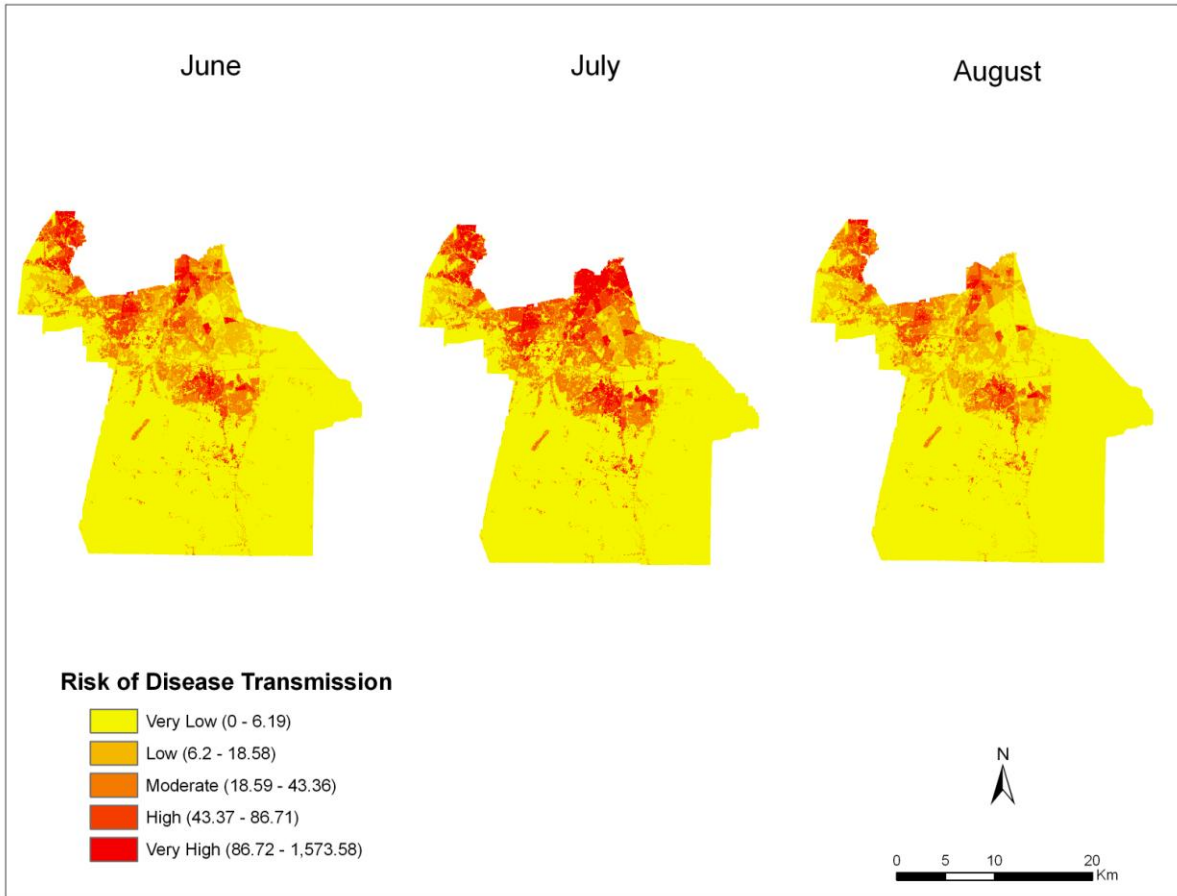 June
July
August
Risk of Disease Transmission
Very Low (0 - 6.19)
Low (6.2 - 18.58)
Moderate (18.59 - 43.36)
High (43.37 - 86.71)
Very High (86.72 - 1,573.58)
N
0 5 10 20
Km